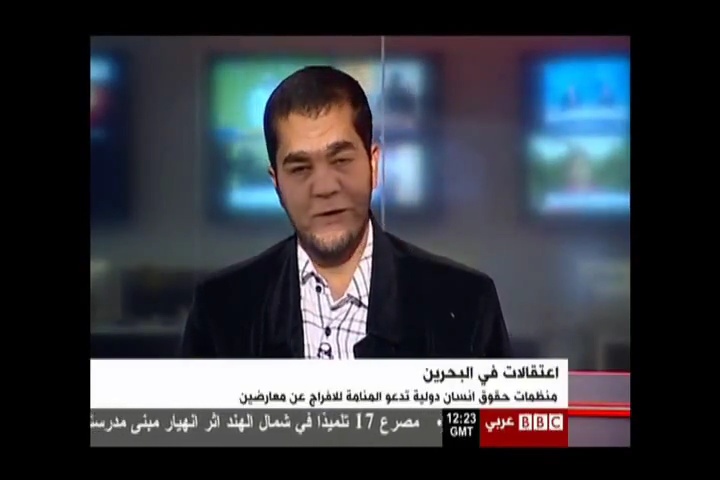 اعتقالات في البحرين
منظمات حقوق انسان دولية تدعو المنامة للافراج عن معارضين
مصرع 17 تلميذا في شمال الهند اثر انهيار مبنى مدرسة
12:23
GMT
BBC عربي